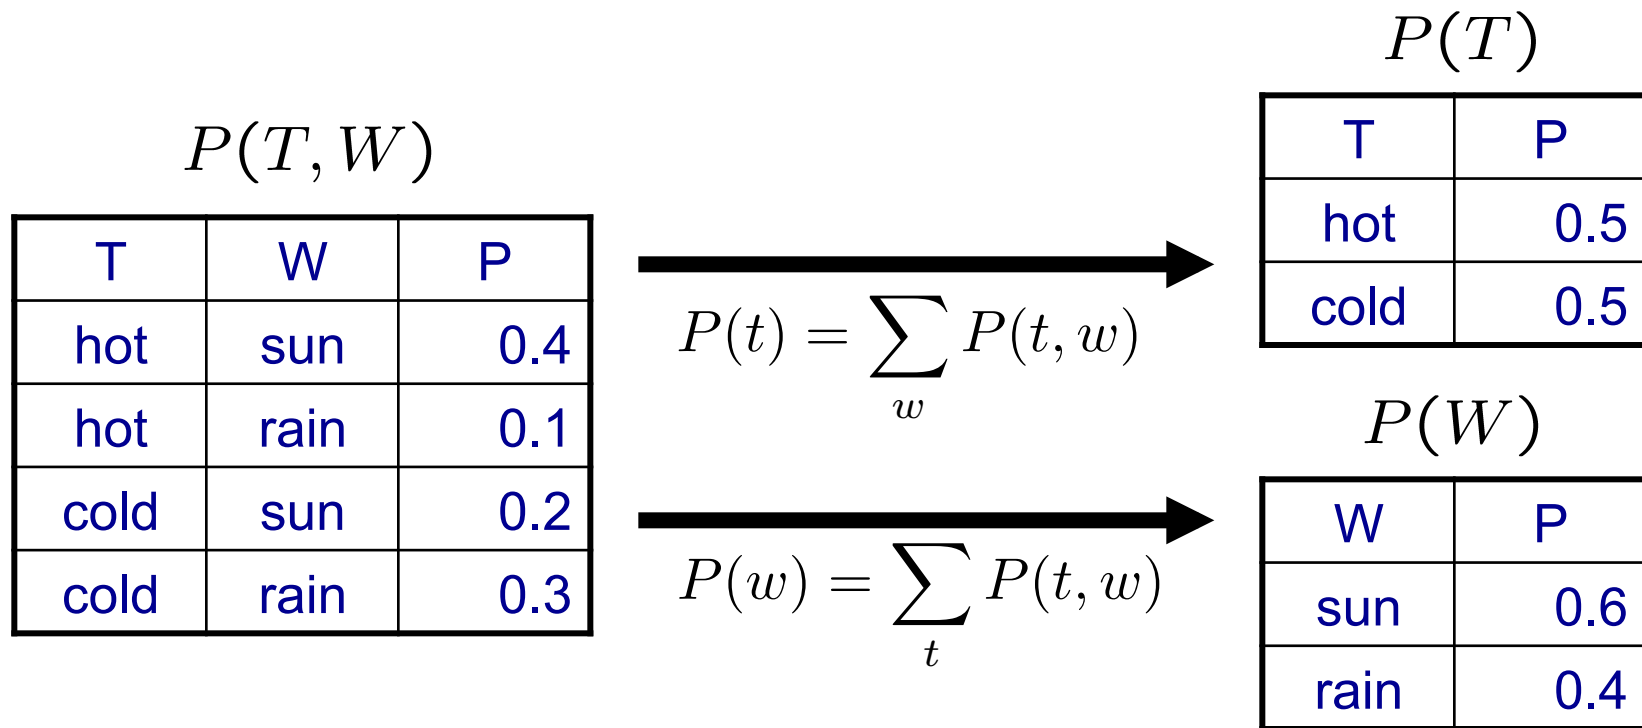 P(T, W)
T W P
hot sun 0.4
hot rain 0.1
cold sun 0.2
cold rain 0.3
P(t) = ∑_w P(t, w)
P(w) = ∑_t P(t, w)
P(T)
T P
hot 0.5
cold 0.5
P(W)
W P
sun 0.6
rain 0.4